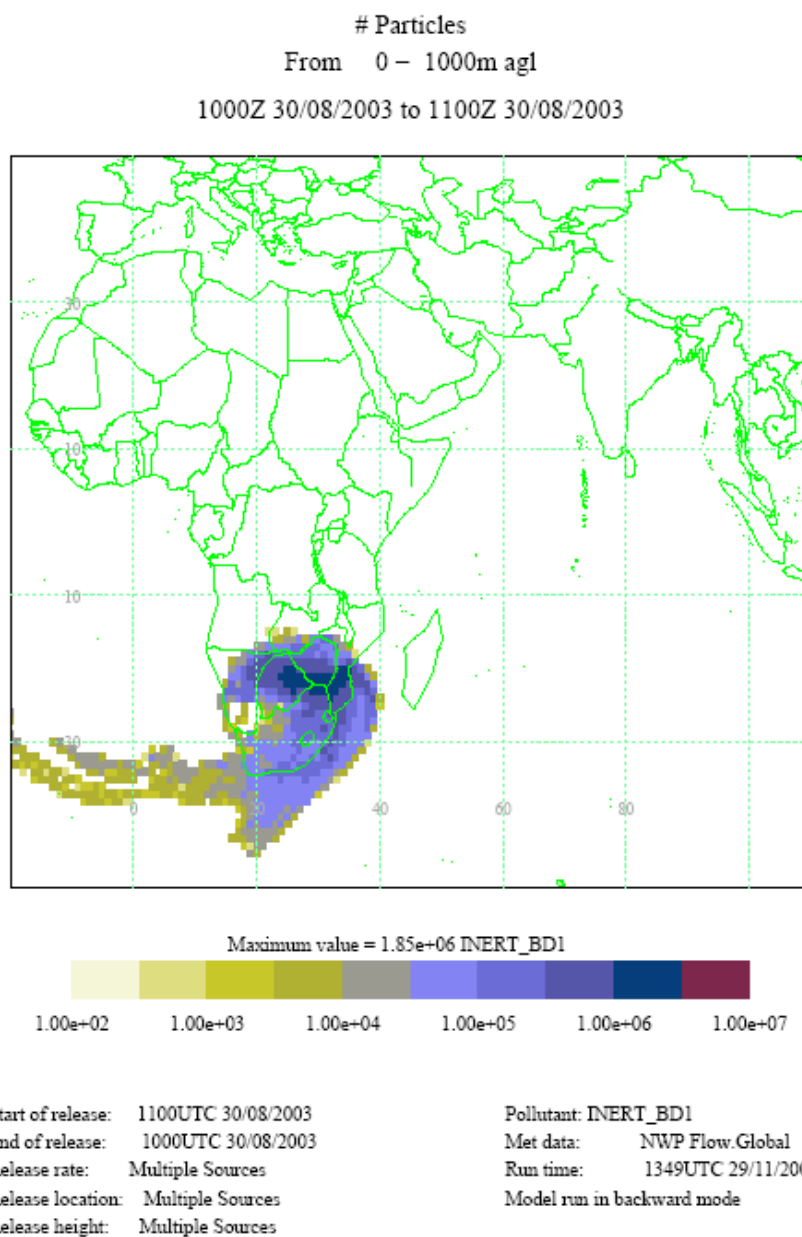 # Particles
From 0 – 1000m agl
1000Z 30/08/2003 to 1100Z 30/08/2003
30
10
10
30
0
20
40
60
80
Maximum value = 1.85e+06 INERT_BD1
1.00e+02 1.00e+03 1.00e+04 1.00e+05 1.00e+06 1.00e+07
tart of release: 1100UTC 30/08/2003
nd of release: 1000UTC 30/08/2003
elease rate: Multiple Sources
elease location: Multiple Sources
elease height: Multiple Sources
Pollutant: INERT_BD1
Met data: NWP Flow.Global
Run time: 1349UTC 29/11/200
Model run in backward mode